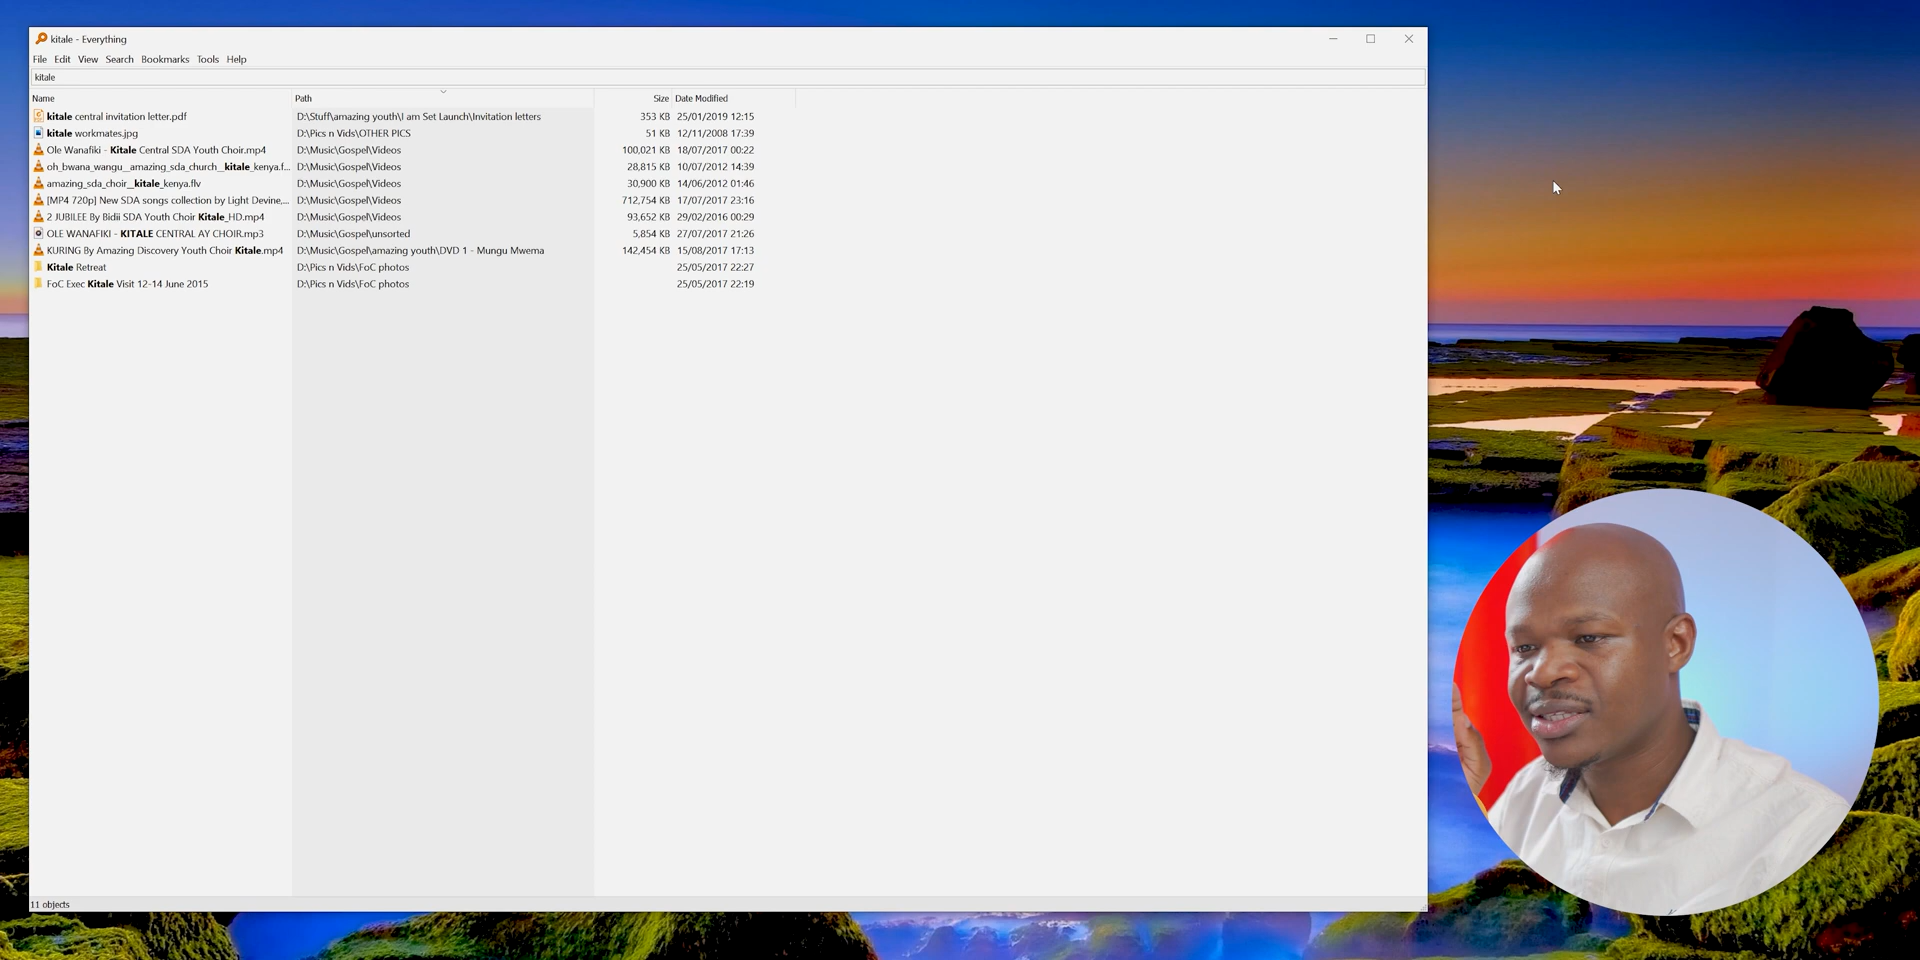 kitale - Everything
File Edit View Search Bookmarks Tools Help
kitale
Name Path Size Date Modified
kitale central invitation letter.pdf D:\Stuff\amazing youth\I am Set Launch\Invitation letters 353 KB 25/01/2019 12:15
kitale workmates.jpg D:\Pics n Vids\OTHER PICS 51 KB 12/11/2008 17:39
Ole Wanafiki - Kitale Central SDA Youth Choir.mp4 D:\Music\Gospel\Videos 100,021 KB 18/07/2017 00:22
oh_bwana_wangu__amazing_sda_church__kitale_kenya.f... D:\Music\Gospel\Videos 28,815 KB 10/07/2012 14:39
amazing_sda_choir__kitale_kenya.flv D:\Music\Gospel\Videos 30,900 KB 14/06/2012 01:46
[MP4 720p] New SDA songs collection by Light Devine,... D:\Music\Gospel\Videos 712,754 KB 17/07/2017 23:16
2 JUBILEE By Bidii SDA Youth Choir Kitale_HD.mp4 D:\Music\Gospel\Videos 93,652 KB 29/02/2016 00:29
OLE WANAFIKI - KITALE CENTRAL AY CHOIR.mp3 D:\Music\Gospel\unsorted 5,854 KB 27/07/2017 21:26
KURING By Amazing Discovery Youth Choir Kitale.mp4 D:\Music\Gospel\amazing youth\DVD 1 - Mungu Mwema 142,454 KB 15/08/2017 17:13
Kitale Retreat D:\Pics n Vids\FoC photos 25/05/2017 22:27
FoC Exec Kitale Visit 12-14 June 2015 D:\Pics n Vids\FoC photos 25/05/2017 22:19
11 objects